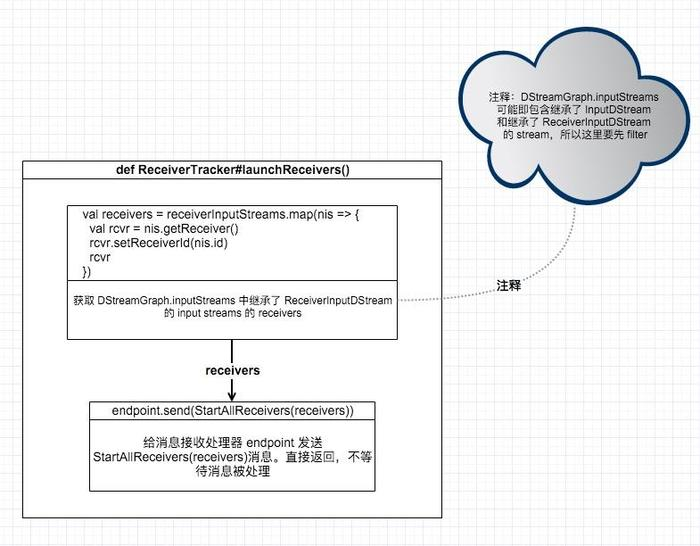 注释：DStreamGraph.inputStreams
可能即包含继承了 InputDStream
和继承了 ReceiverInputDStream
的 stream，所以这里要先 filter
def ReceiverTracker#launchReceivers()
val receivers = receiverInputStreams.map(nis => {
val rcvr = nis.getReceiver()
rcvr.setReceiverId(nis.id)
rcvr
})
获取 DStreamGraph.inputStreams 中继承了 ReceiverInputDStream
的 input streams 的 receivers
注释
receivers
endpoint.send(StartAllReceivers(receivers))
给消息接收处理器 endpoint 发送
StartAllReceivers(receivers)消息。直接返回，不等
待消息被处理